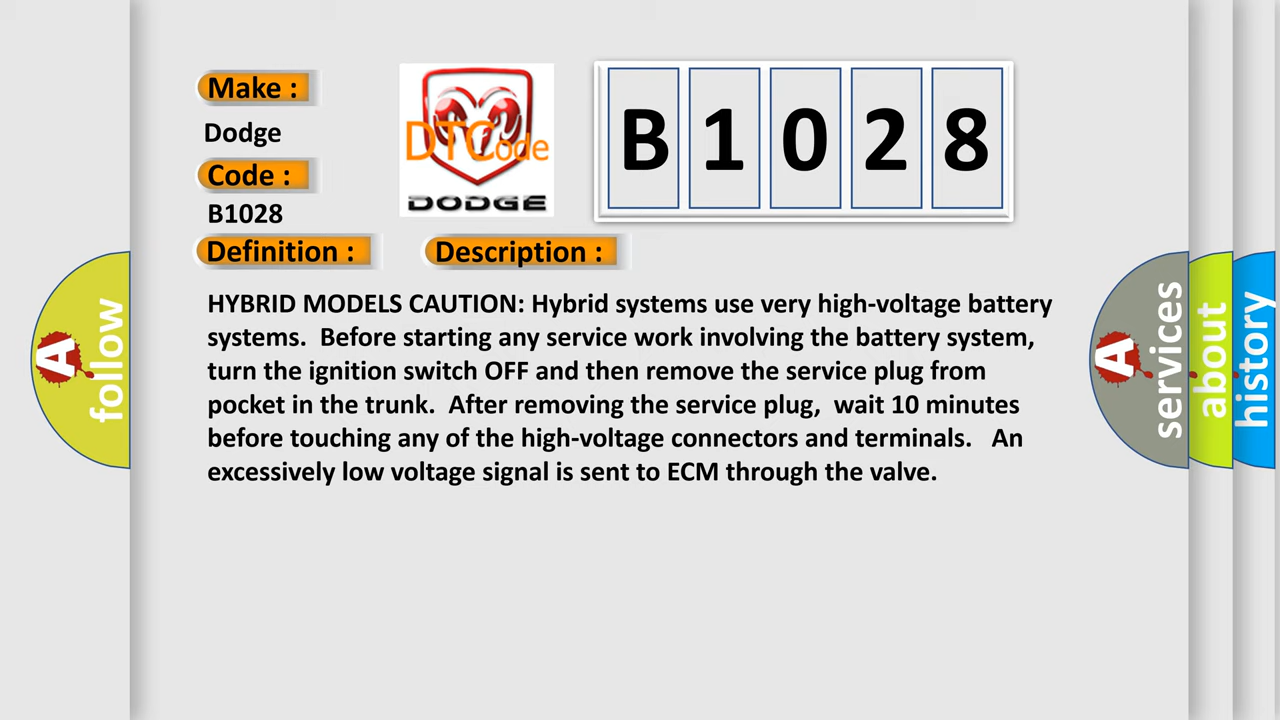 Make :
Dodge
Code :
B1028
Definition :
Description :
DTCode
DODGE
B 1 0 2 8
HYBRID MODELS CAUTION: Hybrid systems use very high-voltage battery
systems. Before starting any service work involving the battery system,
turn the ignition switch OFF and then remove the service plug from
pocket in the trunk. After removing the service plug, wait 10 minutes
before touching any of the high-voltage connectors and terminals. An
excessively low voltage signal is sent to ECM through the valve.
A follow
A services
about
history